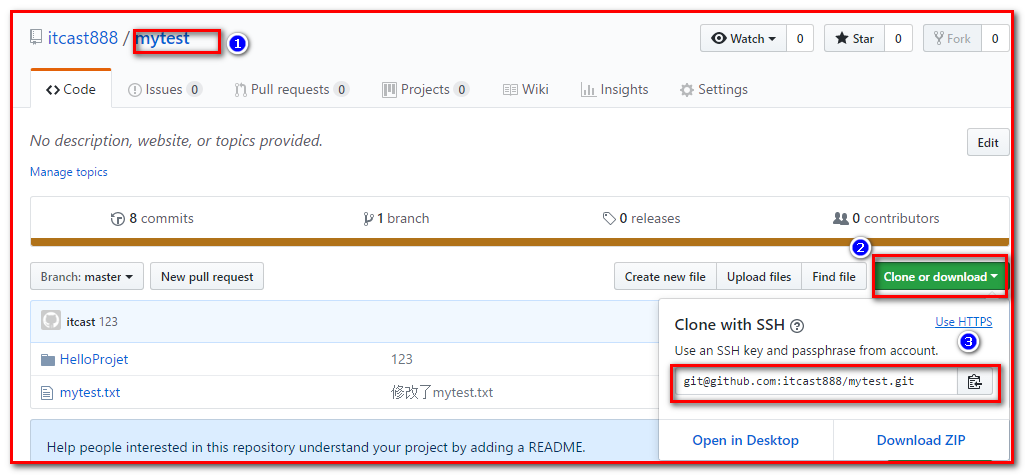 itcast888 / mytest 1 Watch 0 Star 0 Fork 0
Code Issues 0 Pull requests 0 Projects 0 Wiki Insights Settings
No description, website, or topics provided. Edit
Manage topics
8 commits 1 branch 0 releases 0 contributors
2
Branch: master New pull request Create new file Upload files Find file Clone or download
itcast 123
Clone with SSH ? Use HTTPS
3
Use an SSH key and passphrase from account.
HelloProjet 123
git@github.com:itcast888/mytest.git
mytest.txt 修改了mytest.txt
Open in Desktop Download ZIP
Help people interested in this repository understand your project by adding a README.